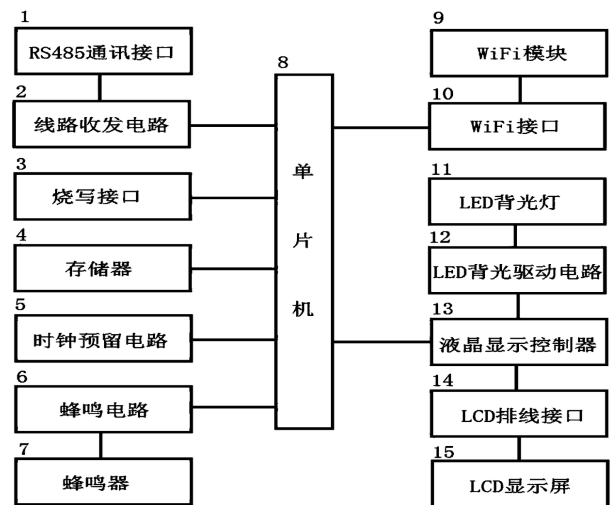 1
RS485通讯接口
2
线路收发电路
3
烧写接口
4
存储器
5
时钟预留电路
6
蜂鸣电路
7
蜂鸣器
8
单
片
机
9
WiFi模块
10
WiFi接口
11
LED背光灯
12
LED背光驱动电路
13
液晶显示控制器
14
LCD排线接口
15
LCD显示屏